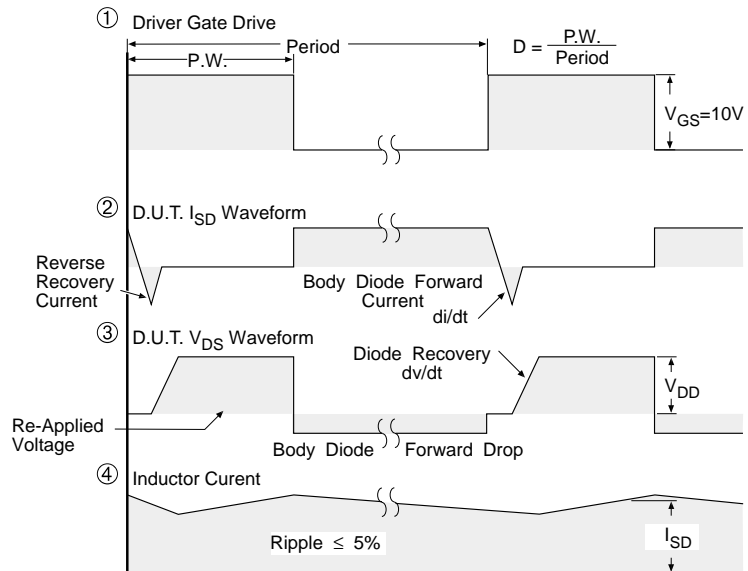 ① Driver Gate Drive
Period
P.W.
D = P.W. / Period
V_GS=10V
② D.U.T. I_SD Waveform
Reverse
Recovery
Current
Body Diode Forward
Current
di/dt
③ D.U.T. V_DS Waveform
Diode Recovery
dv/dt
V_DD
Re-Applied
Voltage
Body Diode Forward Drop
④ Inductor Curent
Ripple ≤ 5%
I_SD